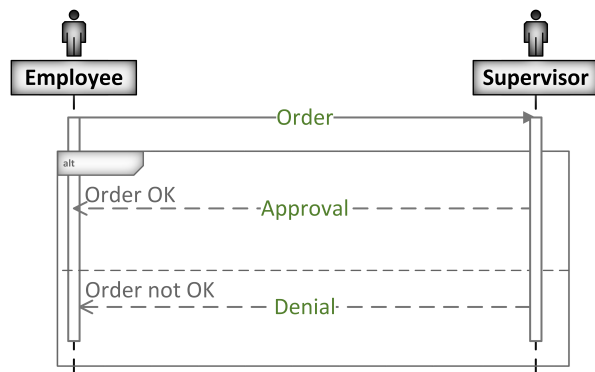 Employee
Supervisor
Order
alt
Order OK
Approval
Order not OK
Denial